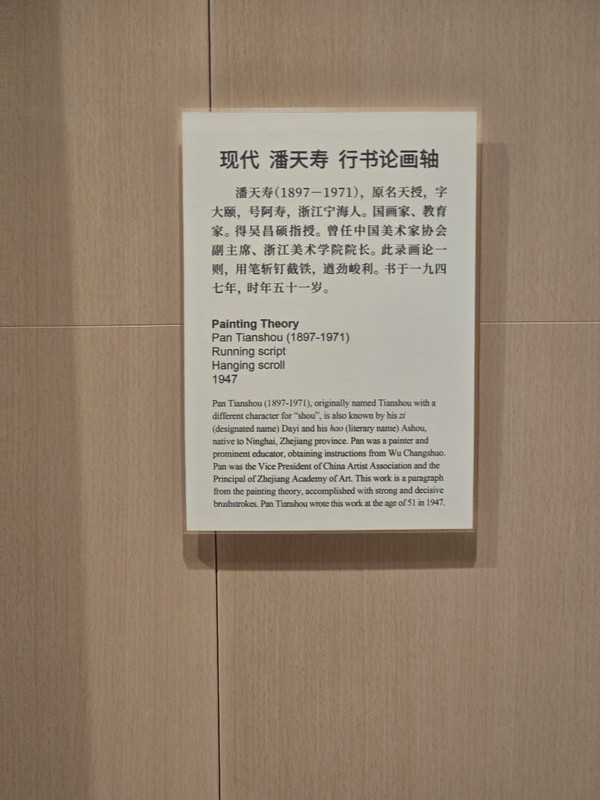 现代 潘天寿 行书论画轴
潘天寿(1897－1971)，原名天授，字
大颐，号阿寿，浙江宁海人。国画家、教育
家。得吴昌硕指授。曾任中国美术家协会
副主席、浙江美术学院院长。此录画论一
则，用笔斩钉截铁，遒劲峻利。书于一九四
七年，时年五十一岁。
Painting Theory
Pan Tianshou (1897-1971)
Running script
Hanging scroll
1947
Pan Tianshou (1897-1971), originally named Tianshou with a
different character for “shou”, is also known by his zi
(designated name) Dayi and his hao (literary name) Ashou,
native to Ninghai, Zhejiang province. Pan was a painter and
prominent educator, obtaining instructions from Wu Changshuo.
Pan was the Vice President of China Artist Association and the
Principal of Zhejiang Academy of Art. This work is a paragraph
from the painting theory, accomplished with strong and decisive
brushstrokes. Pan Tianshou wrote this work at the age of 51 in 1947.